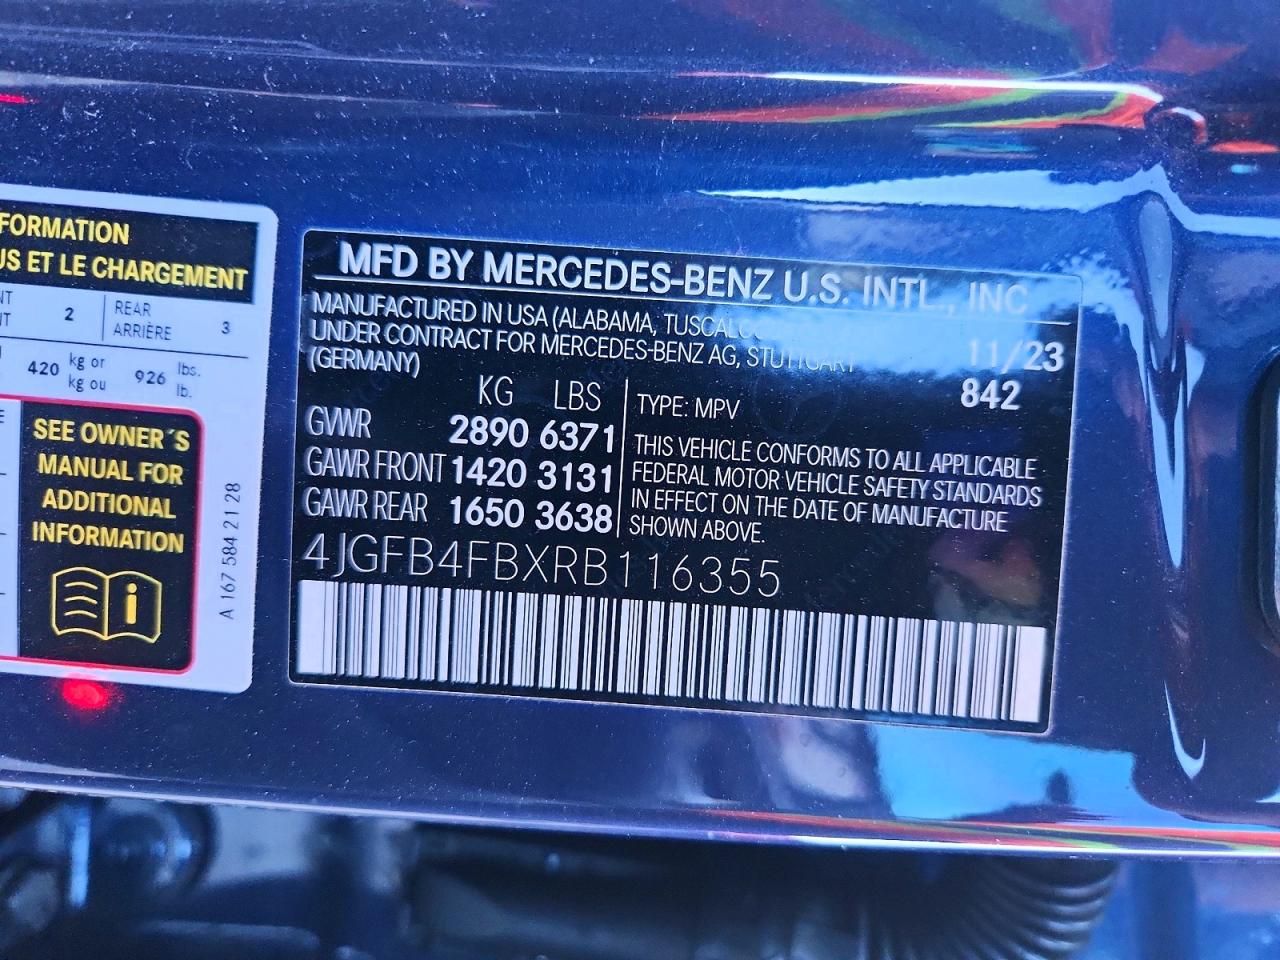 FORMATION
US ET LE CHARGEMENT
NT
NT
2
REAR
ARRIÈRE
3
420
kg or
kg ou
926
lbs.
lb.
SEE OWNER´S
MANUAL FOR
ADDITIONAL
INFORMATION
A 167 584 21 28
MFD BY MERCEDES-BENZ U.S. INTL., INC
MANUFACTURED IN USA (ALABAMA,
UNDER CONTRACT FOR MERCEDES-BENZ AG, STUTTGART
(GERMANY)
11/23
842
KG LBS
GVWR 2890 6371
GAWR FRONT 1420 3131
GAWR REAR 1650 3638
TYPE: MPV
THIS VEHICLE CONFORMS TO ALL APPLICABLE
FEDERAL MOTOR VEHICLE SAFETY STANDARDS
IN EFFECT ON THE DATE OF MANUFACTURE
SHOWN ABOVE.
4JGFB4FBXRB116355